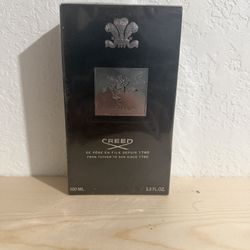 CREED
DE PÈRE EN FILS DEPUIS 1760
FROM FATHER TO SON SINCE 1760
100 ML 3.3 FL.OZ.